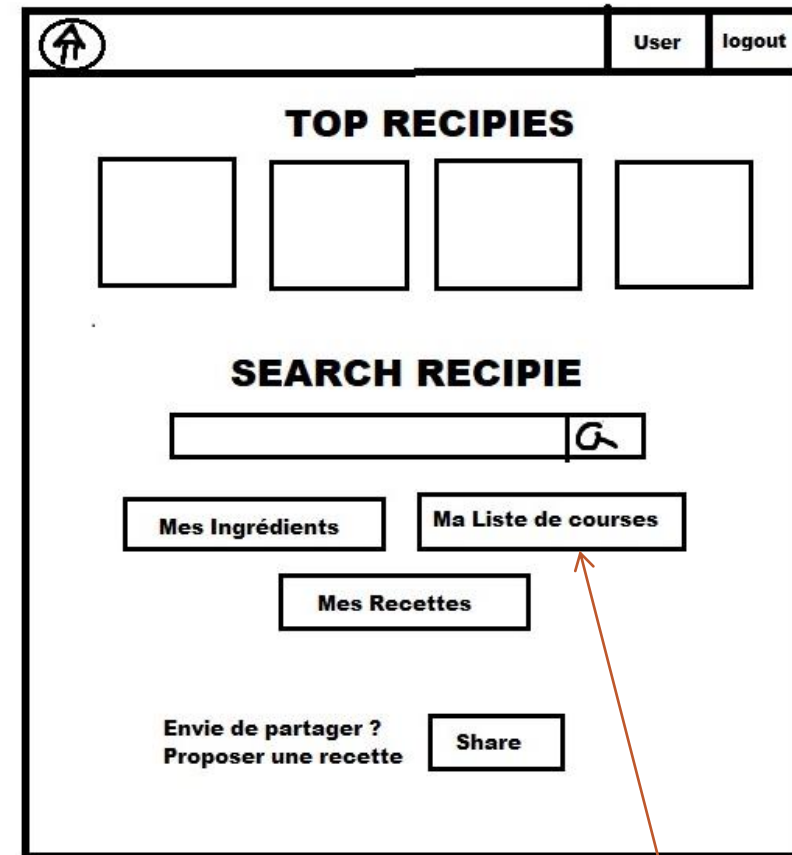 User
logout
TOP RECIPIES
SEARCH RECIPIE
Mes Ingrédients
Ma Liste de courses
Mes Recettes
Envie de partager ?
Proposer une recette
Share